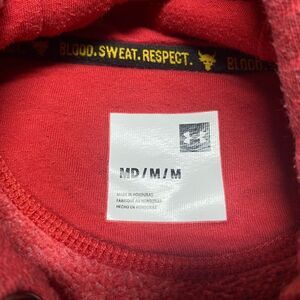 BLOOD. SWEAT. RESPECT. BLOOD
MD / M / M
MADE IN HONDURAS
FABRIQUÉ AU HONDURAS
HECHO EN HONDURAS